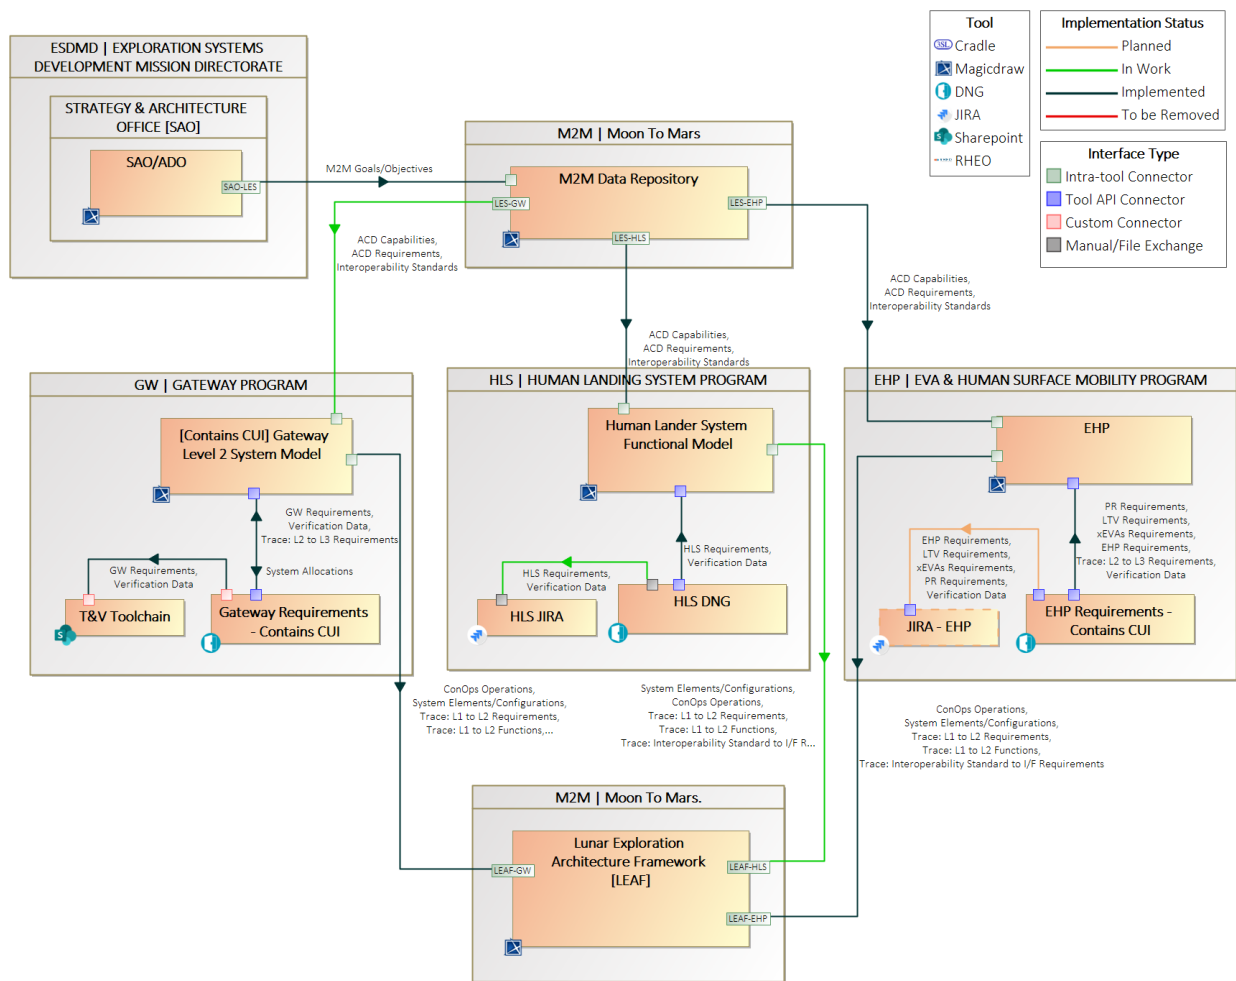 ESDMD | EXPLORATION SYSTEMS
DEVELOPMENT MISSION DIRECTORATE
STRATEGY & ARCHITECTURE
OFFICE [SAO]
SAO/ADO
SAO-LES
M2M Goals/Objectives
M2M | Moon To Mars
M2M Data Repository
LES-GW
LES-EHP
LES-HLS
Tool
3SL Cradle
Magicdraw
DNG
JIRA
Sharepoint
RHEO
Implementation Status
Planned
In Work
Implemented
To be Removed
Interface Type
Intra-tool Connector
Tool API Connector
Custom Connector
Manual/File Exchange
ACD Capabilities,
ACD Requirements,
Interoperability Standards
ACD Capabilities,
ACD Requirements,
Interoperability Standards
ACD Capabilities,
ACD Requirements,
Interoperability Standards
GW | GATEWAY PROGRAM
[Contains CUI] Gateway
Level 2 System Model
GW Requirements,
Verification Data,
Trace: L2 to L3 Requirements
System Allocations
GW Requirements,
Verification Data
T&V Toolchain
Gateway Requirements
- Contains CUI
HLS | HUMAN LANDING SYSTEM PROGRAM
Human Lander System
Functional Model
HLS Requirements,
Verification Data
HLS Requirements,
Verification Data
HLS JIRA
HLS DNG
EHP | EVA & HUMAN SURFACE MOBILITY PROGRAM
EHP
PR Requirements,
LTV Requirements,
xEVAs Requirements,
EHP Requirements,
Trace: L2 to L3 Requirements,
Verification Data
EHP Requirements,
LTV Requirements,
xEVAs Requirements,
PR Requirements,
Verification Data
JIRA - EHP
EHP Requirements -
Contains CUI
ConOps Operations,
System Elements/Configurations,
Trace: L1 to L2 Requirements,
Trace: L1 to L2 Functions,...
System Elements/Configurations,
ConOps Operations,
Trace: L1 to L2 Requirements,
Trace: L1 to L2 Functions,
Trace: Interoperability Standard to I/F R...
ConOps Operations,
System Elements/Configurations,
Trace: L1 to L2 Requirements,
Trace: L1 to L2 Functions,
Trace: Interoperability Standard to I/F Requirements
M2M | Moon To Mars.
Lunar Exploration
Architecture Framework
[LEAF]
LEAF-GW
LEAF-HLS
LEAF-EHP